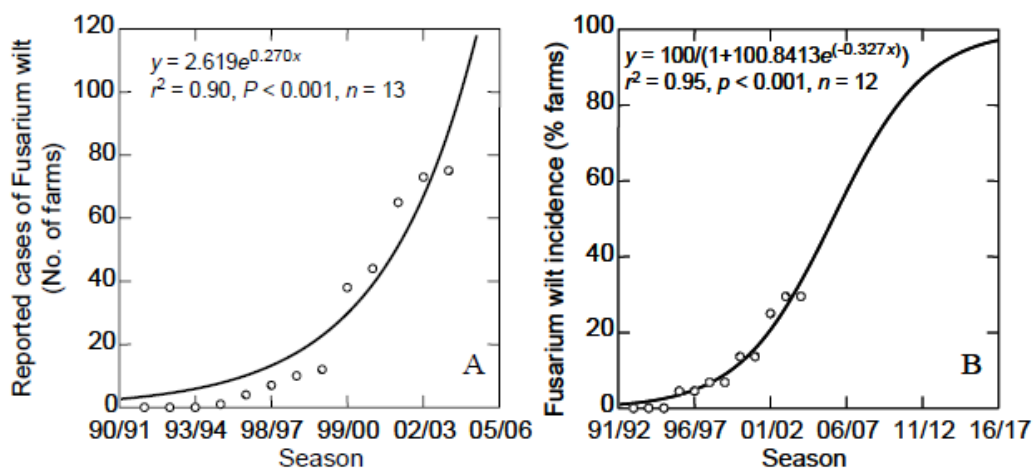 Reported cases of Fusarium wilt
(No. of farms)
120
100
80
60
40
20
0
y = 2.619e^0.270x
r² = 0.90, P < 0.001, n = 13
A
90/91 93/94 98/97 99/00 02/03 05/06
Season
Fusarium wilt incidence (% farms)
100
80
60
40
20
0
y = 100/(1+100.8413e^(-0.327x))
r² = 0.95, p < 0.001, n = 12
B
91/92 96/97 01/02 06/07 11/12 16/17
Season